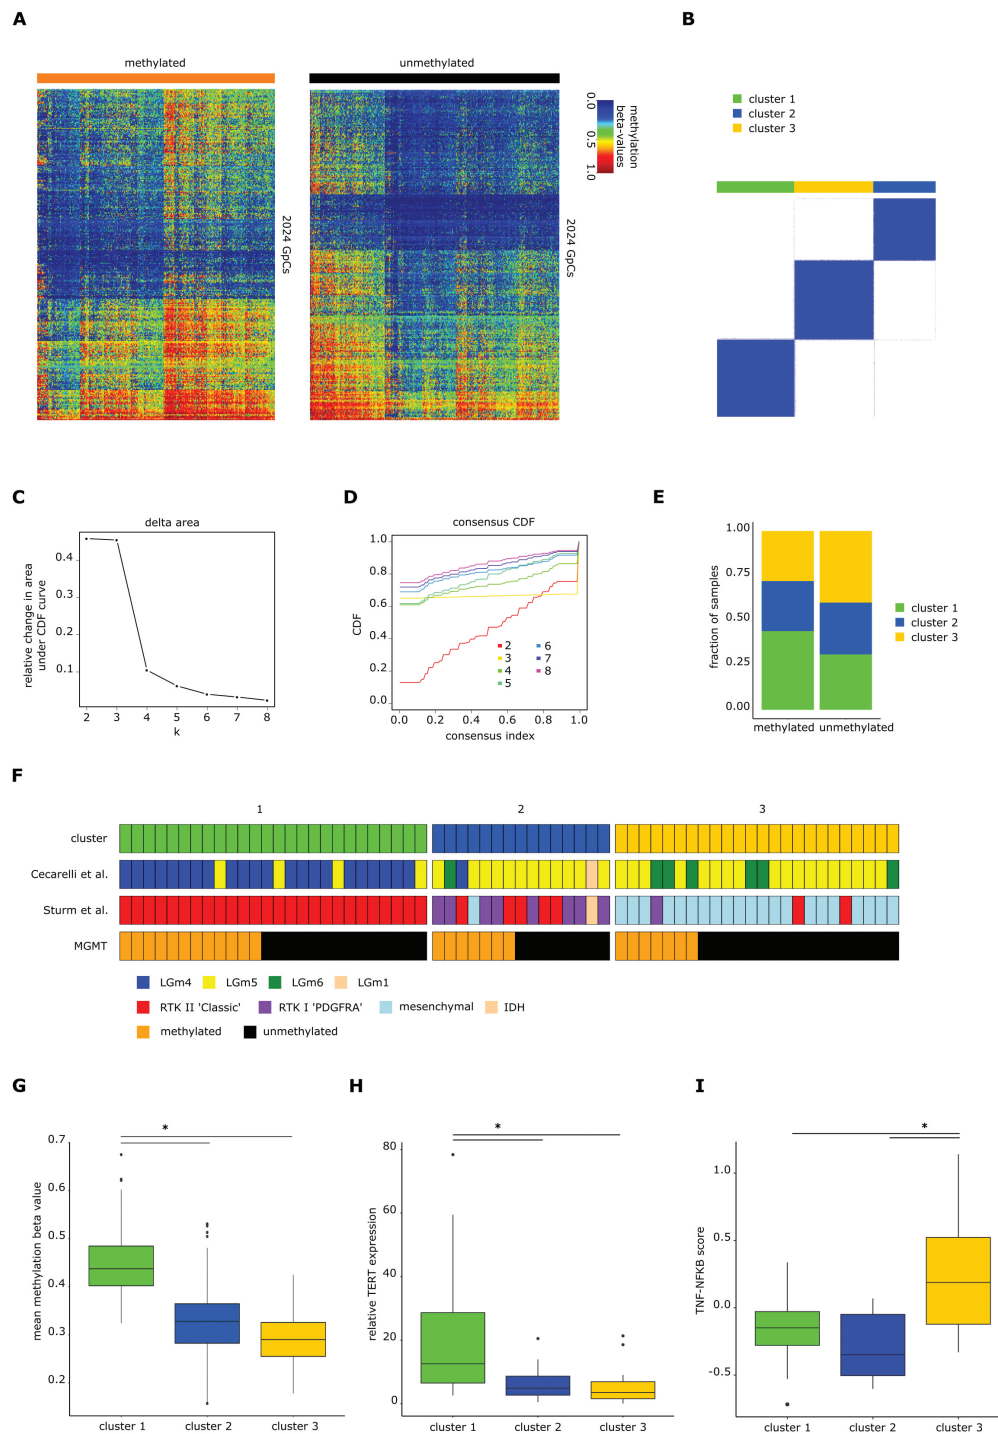 A
methylated
unmethylated
0.0
0.5
1.0
methylation
beta-values
2024 GpCs
2024 GpCs
B
cluster 1
cluster 2
cluster 3
C
delta area
relative change in area
under CDF curve
0.4
0.3
0.2
0.1
2 3 4 5 6 7 8
k
D
consensus CDF
CDF
1.0
0.8
0.6
0.4
0.2
0.0
2 6
3 7
4 8
5
0.0 0.2 0.4 0.6 0.8 1.0
consensus index
E
fraction of samples
1.00
0.75
0.50
0.25
0.00
methylated unmethylated
cluster 1
cluster 2
cluster 3
F
1 2 3
cluster
Cecarelli et al.
Sturm et al.
MGMT
LGm4 LGm5 LGm6 LGm1
RTK II 'Classic' RTK I 'PDGFRA' mesenchymal IDH
methylated unmethylated
G
mean methylation beta value
0.7
0.6
0.5
0.4
0.3
0.2
*
cluster 1 cluster 2 cluster 3
H
relative TERT expression
80
60
40
20
0
*
cluster 1 cluster 2 cluster 3
I
TNF-NFKB score
1.0
0.5
0.0
-0.5
*
cluster 1 cluster 2 cluster 3